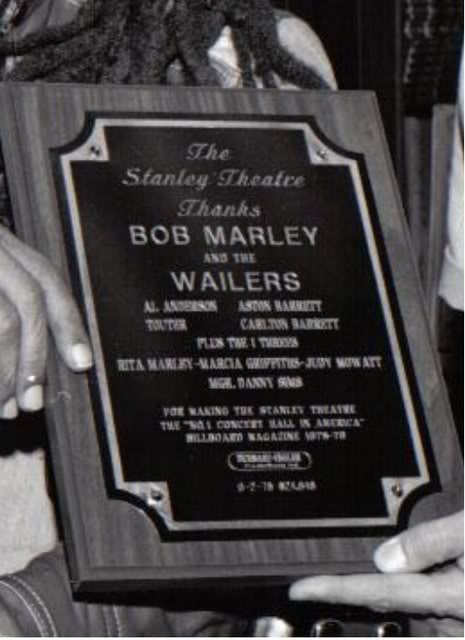 The
Stanley Theatre
Thanks
BOB MARLEY
AND THE
WAILERS
AL ANDERSON ASTON BARRETT
TOUTER CARLTON BARRETT
PLUS THE I THREES
RITA MARLEY-MARCIA GRIFFITHS-JUDY MOWATT
MGR. DANNY SIMS
FOR MAKING THE STANLEY THEATRE
THE "NO.1 CONCERT HALL IN AMERICA"
BILLBOARD MAGAZINE 1978-79